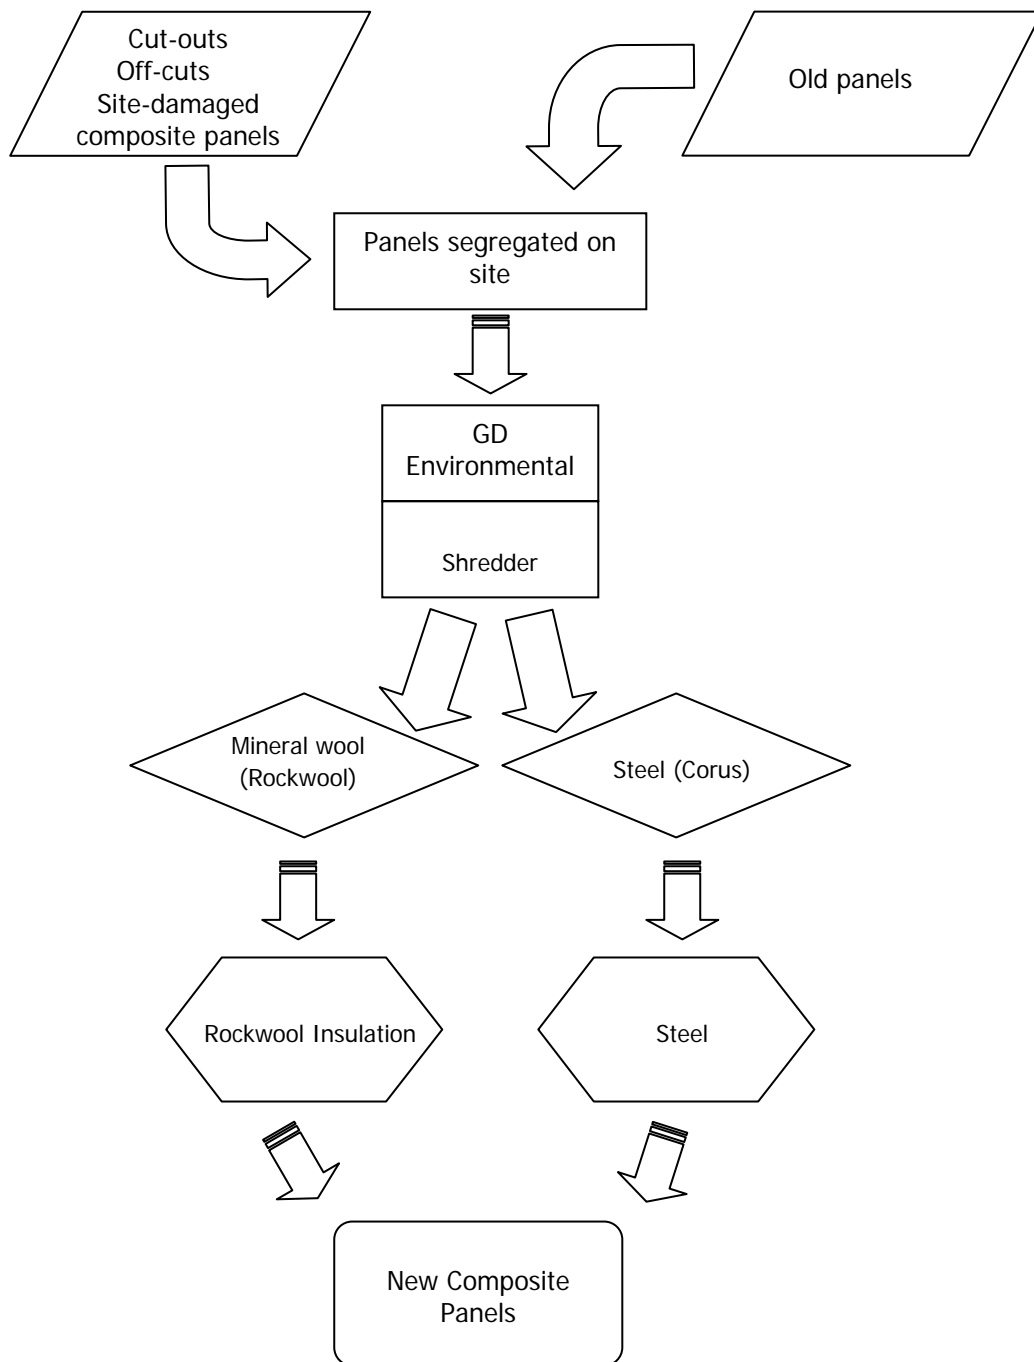 Cut-outs
Off-cuts
Site-damaged
composite panels
Old panels
Panels segregated on
site
GD
Environmental
Shredder
Mineral wool
(Rockwool)
Steel (Corus)
Rockwool Insulation
Steel
New Composite
Panels